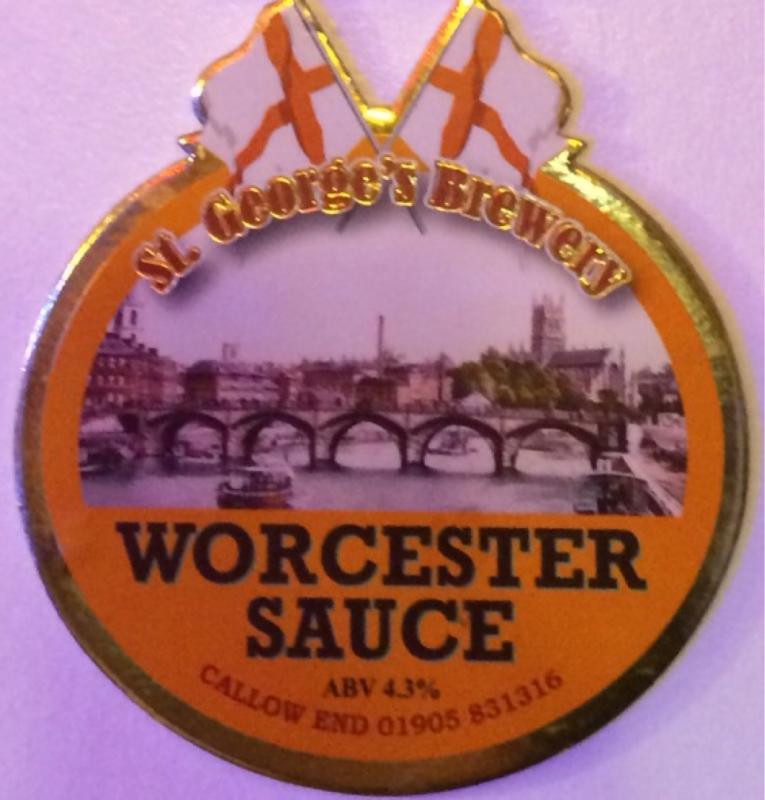 St. George's Brewery
WORCESTER
SAUCE
ABV 4.3%
CALLOW END 01905 831316